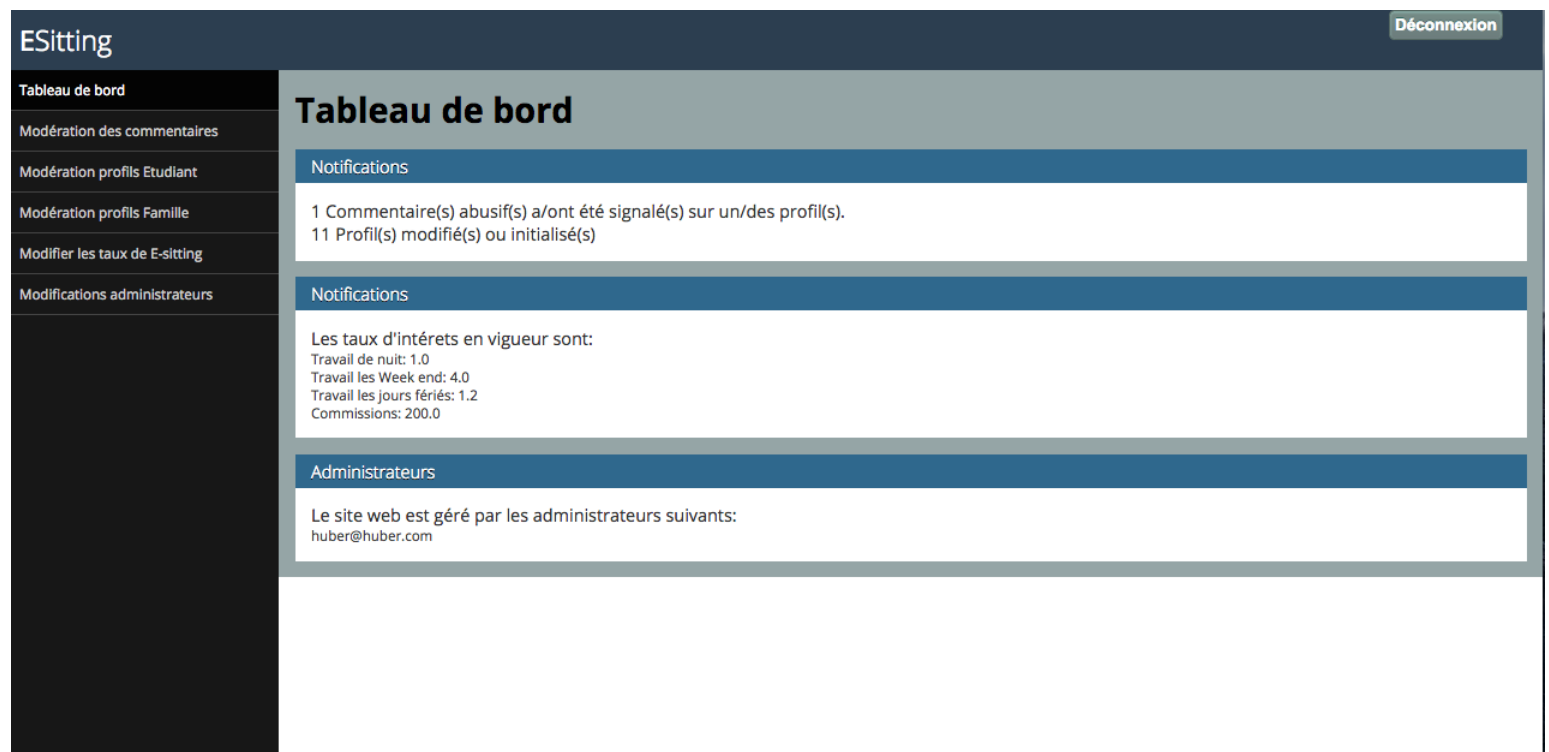 ESitting
Déconnexion
Tableau de bord
Modération des commentaires
Modération profils Etudiant
Modération profils Famille
Modifier les taux de E-sitting
Modifications administrateurs
Tableau de bord
Notifications
1 Commentaire(s) abusif(s) a/ont été signalé(s) sur un/des profil(s).
11 Profil(s) modifié(s) ou initialisé(s)
Notifications
Les taux d'intérets en vigueur sont:
Travail de nuit: 1.0
Travail les Week end: 4.0
Travail les jours fériés: 1.2
Commissions: 200.0
Administrateurs
Le site web est géré par les administrateurs suivants:
huber@huber.com